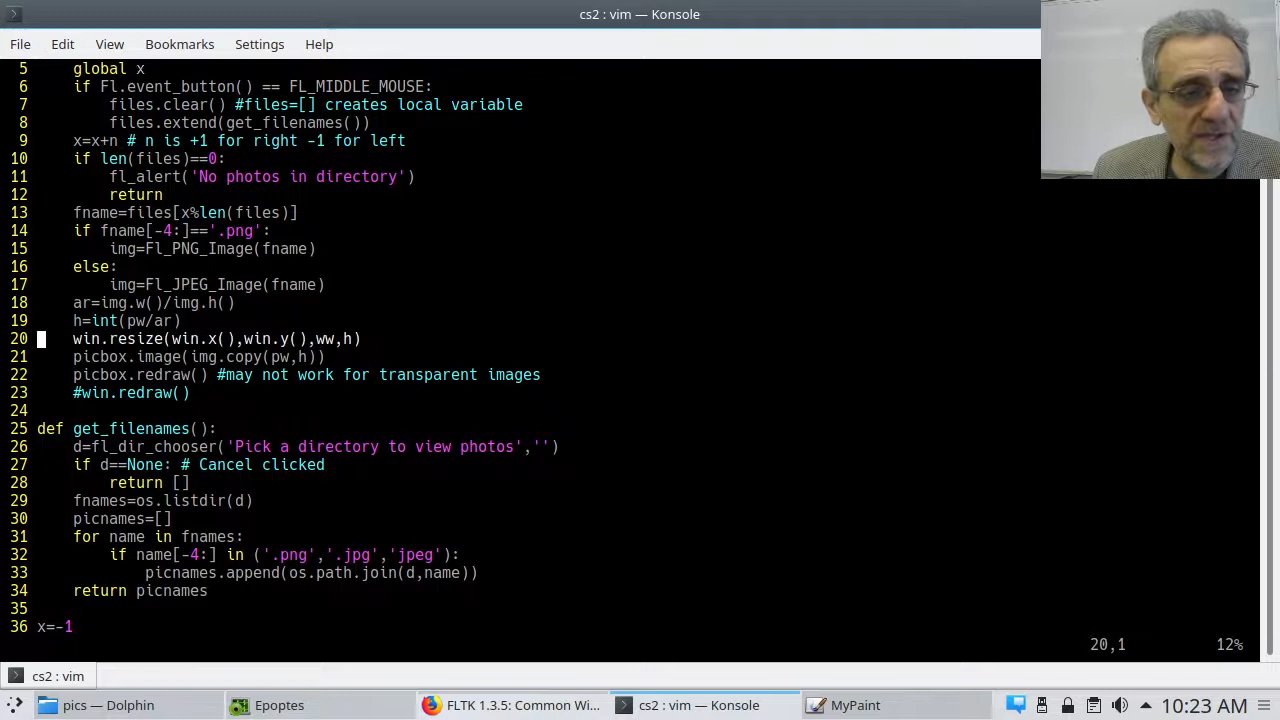 cs2 : vim — Konsole
File Edit View Bookmarks Settings Help
5 global x
6 if Fl.event_button() == FL_MIDDLE_MOUSE:
7 files.clear() #files=[] creates local variable
8 files.extend(get_filenames())
9 x=x+n # n is +1 for right -1 for left
10 if len(files)==0:
11 fl_alert('No photos in directory')
12 return
13 fname=files[x%len(files)]
14 if fname[-4:]=='.png':
15 img=Fl_PNG_Image(fname)
16 else:
17 img=Fl_JPEG_Image(fname)
18 ar=img.w()/img.h()
19 h=int(pw/ar)
20 win.resize(win.x(),win.y(),ww,h)
21 picbox.image(img.copy(pw,h))
22 picbox.redraw() #may not work for transparent images
23 #win.redraw()
24
25 def get_filenames():
26 d=fl_dir_chooser('Pick a directory to view photos','')
27 if d==None: # Cancel clicked
28 return []
29 fnames=os.listdir(d)
30 picnames=[]
31 for name in fnames:
32 if name[-4:] in ('.png','.jpg','jpeg'):
33 picnames.append(os.path.join(d,name))
34 return picnames
35
36 x=-1
20,1 12%
cs2 : vim
pics — Dolphin Epoptes FLTK 1.3.5: Common Wi... cs2 : vim — Konsole MyPaint 10:23 AM